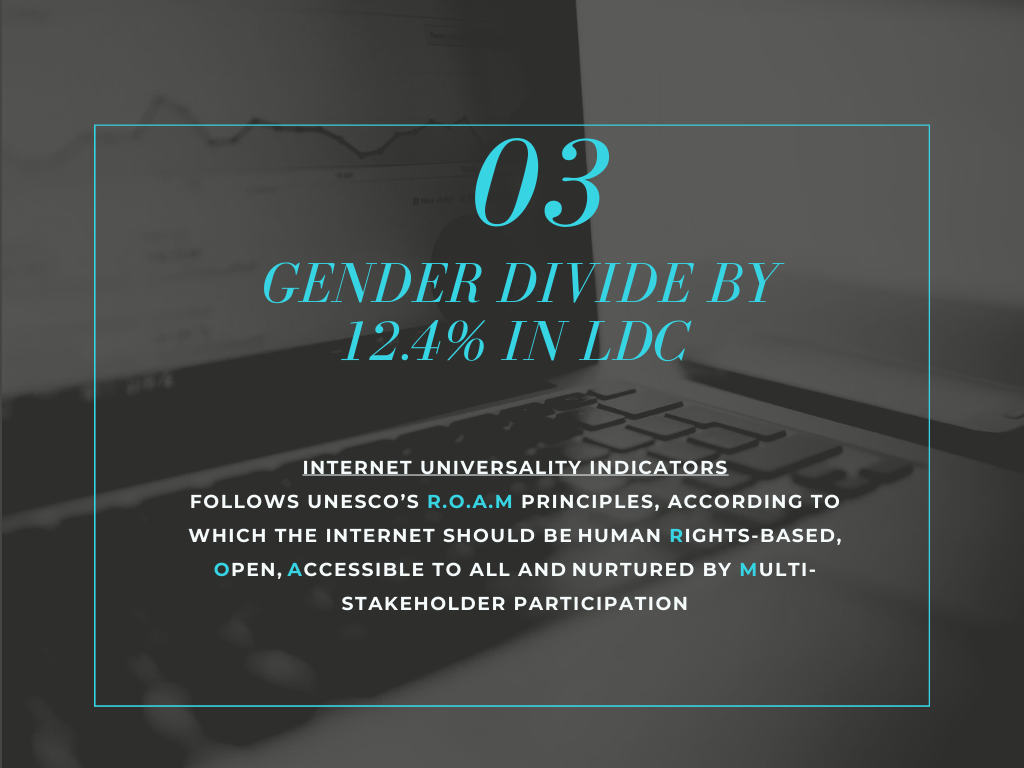 03
GENDER DIVIDE BY
12.4% IN LDC
INTERNET UNIVERSALITY INDICATORS
FOLLOWS UNESCO’S R.O.A.M PRINCIPLES, ACCORDING TO
WHICH THE INTERNET SHOULD BE HUMAN RIGHTS-BASED,
OPEN, ACCESSIBLE TO ALL AND NURTURED BY MULTI-
STAKEHOLDER PARTICIPATION